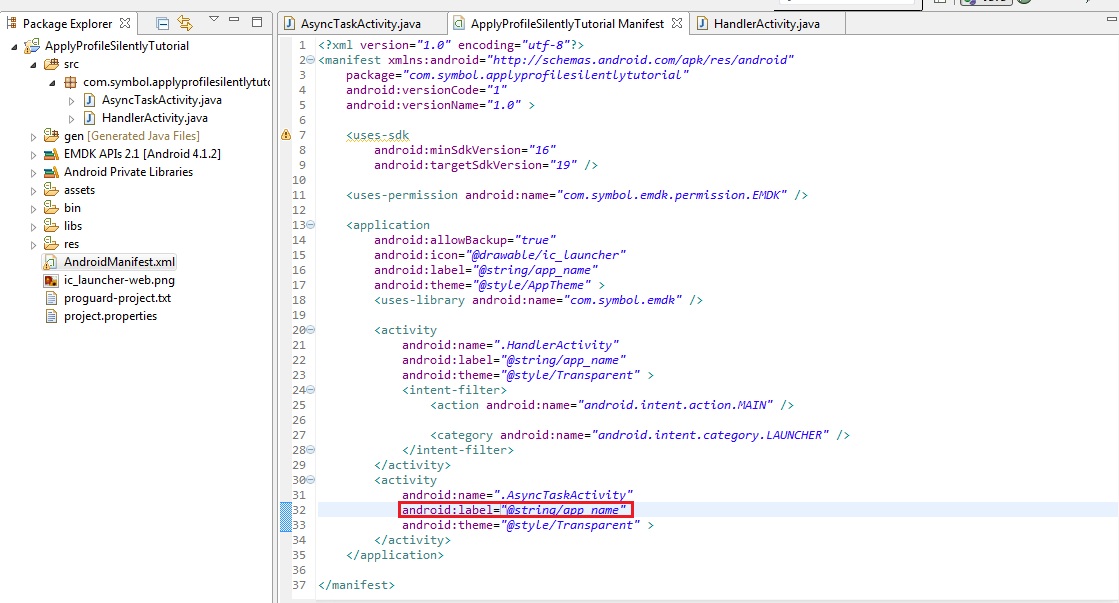 Package Explorer
ApplyProfileSilentlyTutorial
src
com.symbol.applyprofilesilentlytuto
AsyncTaskActivity.java
HandlerActivity.java
gen [Generated Java Files]
EMDK APIs 2.1 [Android 4.1.2]
Android Private Libraries
assets
bin
libs
res
AndroidManifest.xml
ic_launcher-web.png
proguard-project.txt
project.properties
AsyncTaskActivity.java ApplyProfileSilentlyTutorial Manifest HandlerActivity.java
1 <?xml version="1.0" encoding="utf-8"?>
2 <manifest xmlns:android="http://schemas.android.com/apk/res/android"
3 package="com.symbol.applyprofilesilentlytutorial"
4 android:versionCode="1"
5 android:versionName="1.0" >
6
7 <uses-sdk
8 android:minSdkVersion="16"
9 android:targetSdkVersion="19" />
10
11 <uses-permission android:name="com.symbol.emdk.permission.EMDK" />
12
13 <application
14 android:allowBackup="true"
15 android:icon="@drawable/ic_launcher"
16 android:label="@string/app_name"
17 android:theme="@style/AppTheme" >
18 <uses-library android:name="com.symbol.emdk" />
19
20 <activity
21 android:name=".HandlerActivity"
22 android:label="@string/app_name"
23 android:theme="@style/Transparent" >
24 <intent-filter>
25 <action android:name="android.intent.action.MAIN" />
26
27 <category android:name="android.intent.category.LAUNCHER" />
28 </intent-filter>
29 </activity>
30 <activity
31 android:name=".AsyncTaskActivity"
32 android:label="@string/app_name"
33 android:theme="@style/Transparent" >
34 </activity>
35 </application>
36
37 </manifest>